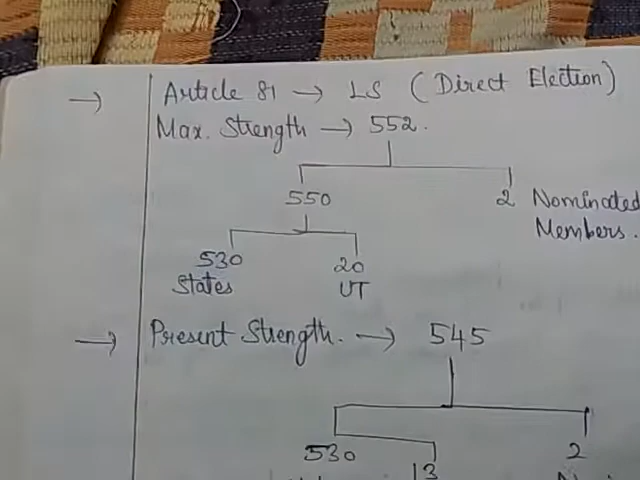 → Article 81 → LS (Direct Election)
Max. Strength → 552.
550 2 Nominated
Members.
530 20
States UT
→ Present Strength. → 545
530 13 2